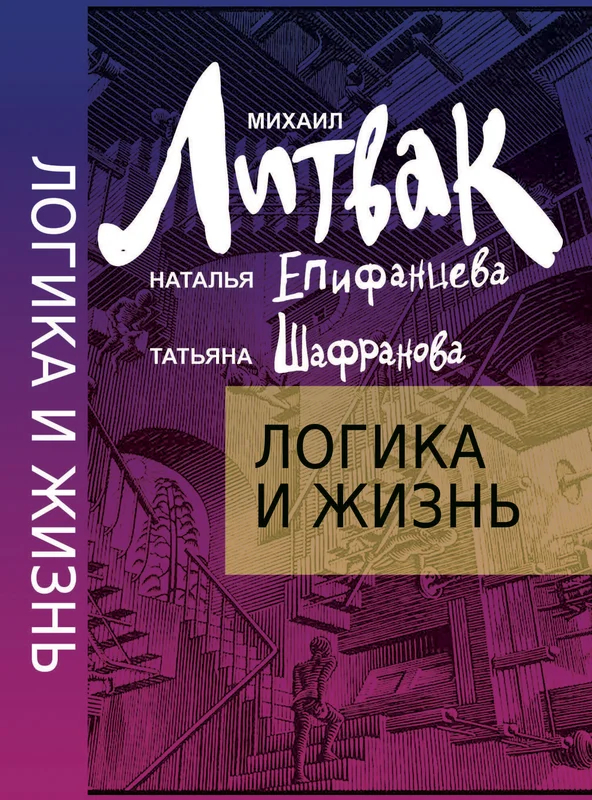 ЛОГИКА И ЖИЗНЬ
МИХАИЛ
Литвак
НАТАЛЬЯ Епифанцева
ТАТЬЯНА Шафранова
ЛОГИКА
И ЖИЗНЬ